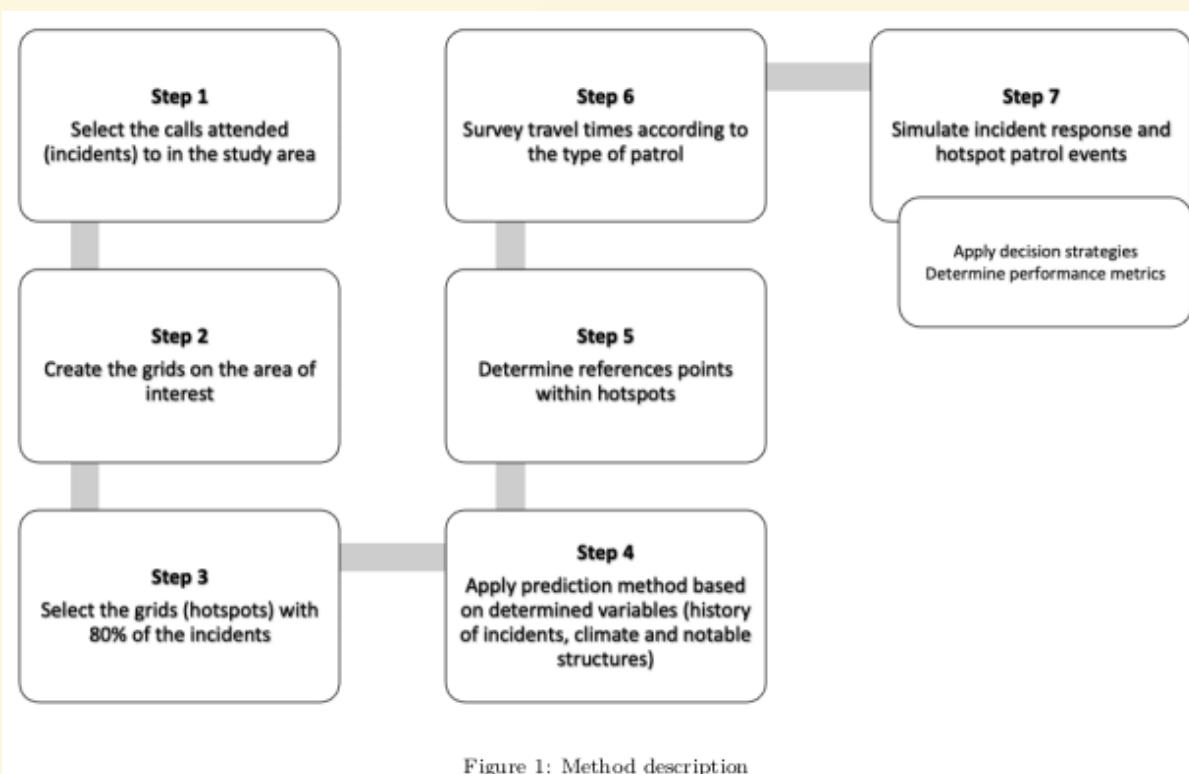 Step 1
Select the calls attended
(incidents) to in the study area
Step 2
Create the grids on the area of
interest
Step 3
Select the grids (hotspots) with
80% of the incidents
Step 4
Apply prediction method based
on determined variables (history
of incidents, climate and notable
structures)
Step 5
Determine references points
within hotspots
Step 6
Survey travel times according to
the type of patrol
Step 7
Simulate incident response and
hotspot patrol events
Apply decision strategies
Determine performance metrics
Figure 1: Method description